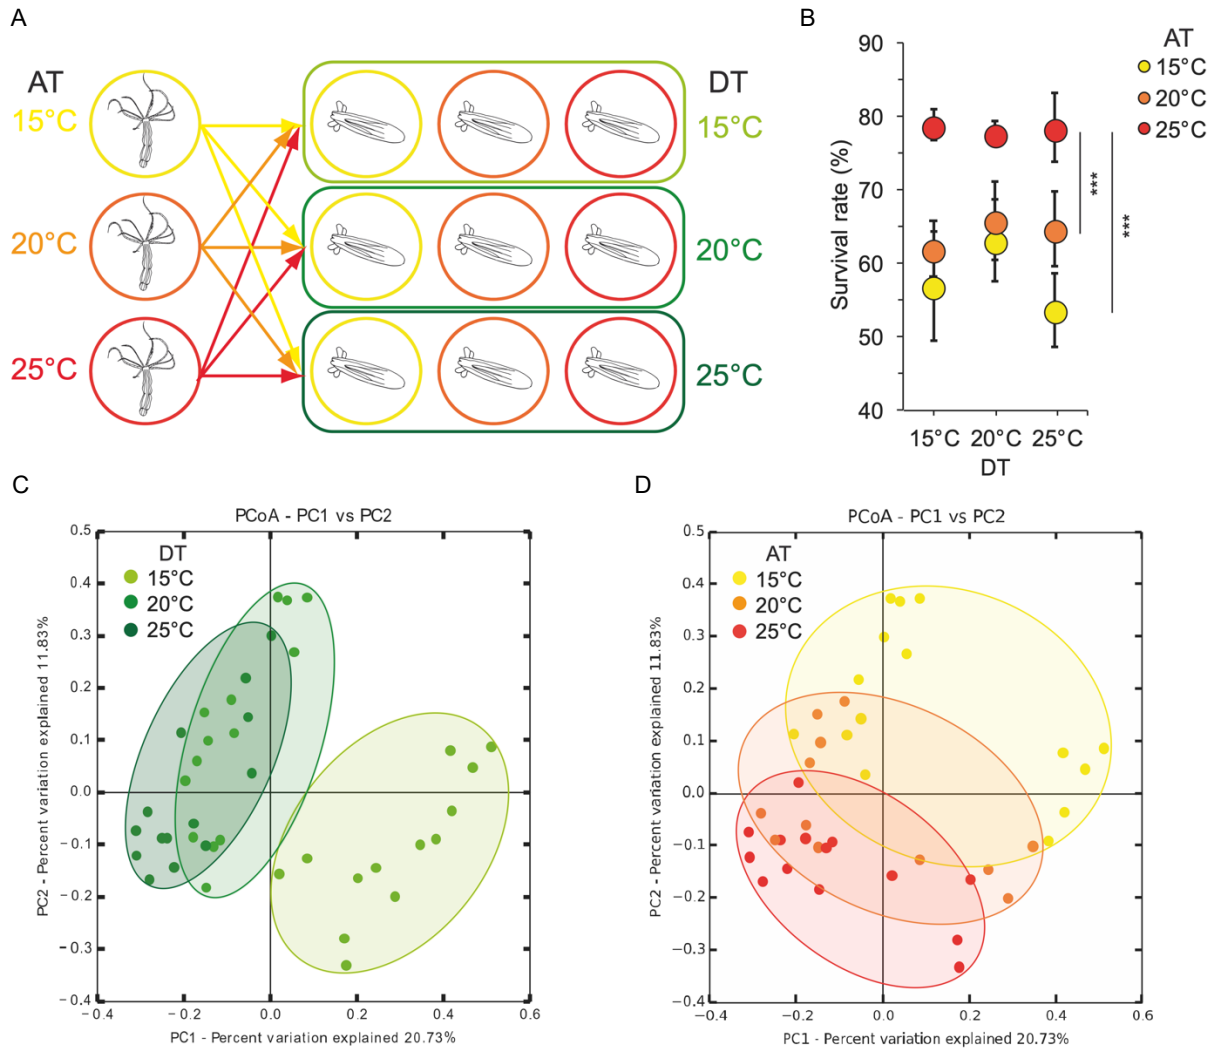 A
AT
15°C
20°C
25°C
DT
15°C
20°C
25°C
B
90
80
70
60
50
40
Survival rate (%)
15°C 20°C 25°C
DT
AT
15°C
20°C
25°C
***
***
C
PCoA - PC1 vs PC2
DT
15°C
20°C
25°C
0.5
0.4
0.3
0.2
0.1
0.0
−0.1
−0.2
−0.3
−0.4
PC2 - Percent variation explained 11.83%
−0.4 −0.2 0.0 0.2 0.4 0.6
PC1 - Percent variation explained 20.73%
D
PCoA - PC1 vs PC2
AT
15°C
20°C
25°C
0.5
0.4
0.3
0.2
0.1
0.0
−0.1
−0.2
−0.3
−0.4
PC2 - Percent variation explained 11.83%
−0.4 −0.2 0.0 0.2 0.4 0.6
PC1 - Percent variation explained 20.73%